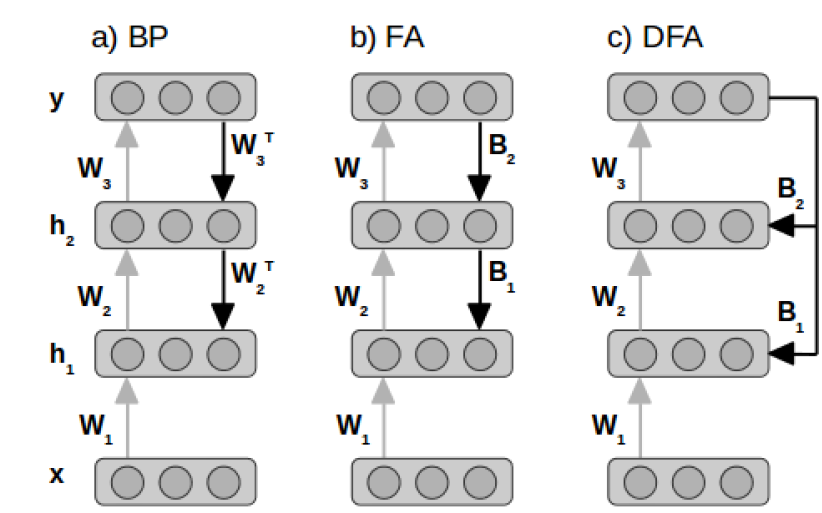 a) BP b) FA c) DFA
y
W₃ᵀ B₂
W₃ W₃ W₃
B₂
h₂
W₂ᵀ B₁
W₂ W₂ W₂
B₁
h₁
W₁ W₁ W₁
x